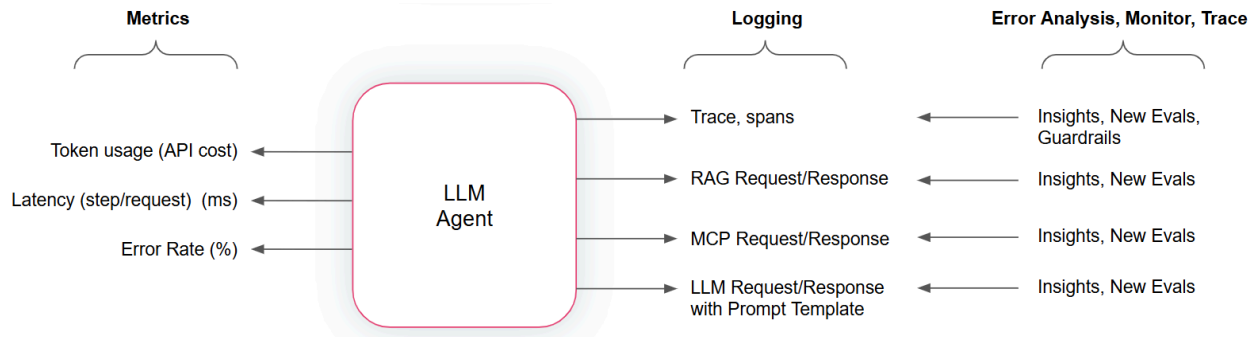 Metrics
Logging
Error Analysis, Monitor, Trace
Token usage (API cost)
Latency (step/request) (ms)
Error Rate (%)
LLM
Agent
Trace, spans
RAG Request/Response
MCP Request/Response
LLM Request/Response
with Prompt Template
Insights, New Evals,
Guardrails
Insights, New Evals
Insights, New Evals
Insights, New Evals